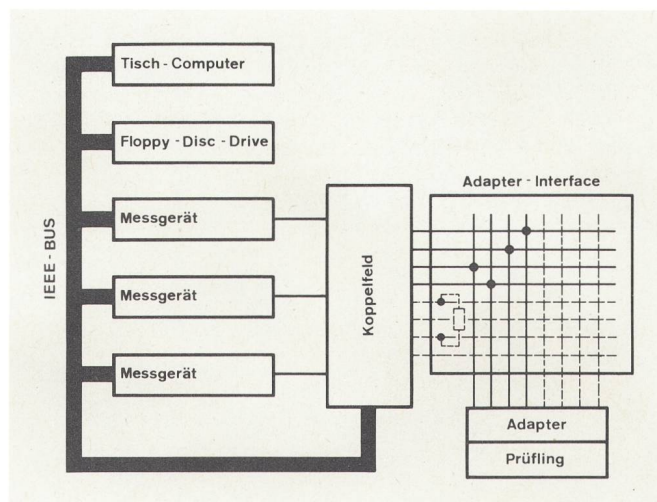 Tisch - Computer
Floppy - Disc - Drive
Adapter - Interface
Messgerät
IEEE - BUS
Messgerät
Koppelfeld
Messgerät
Adapter
Prüfling